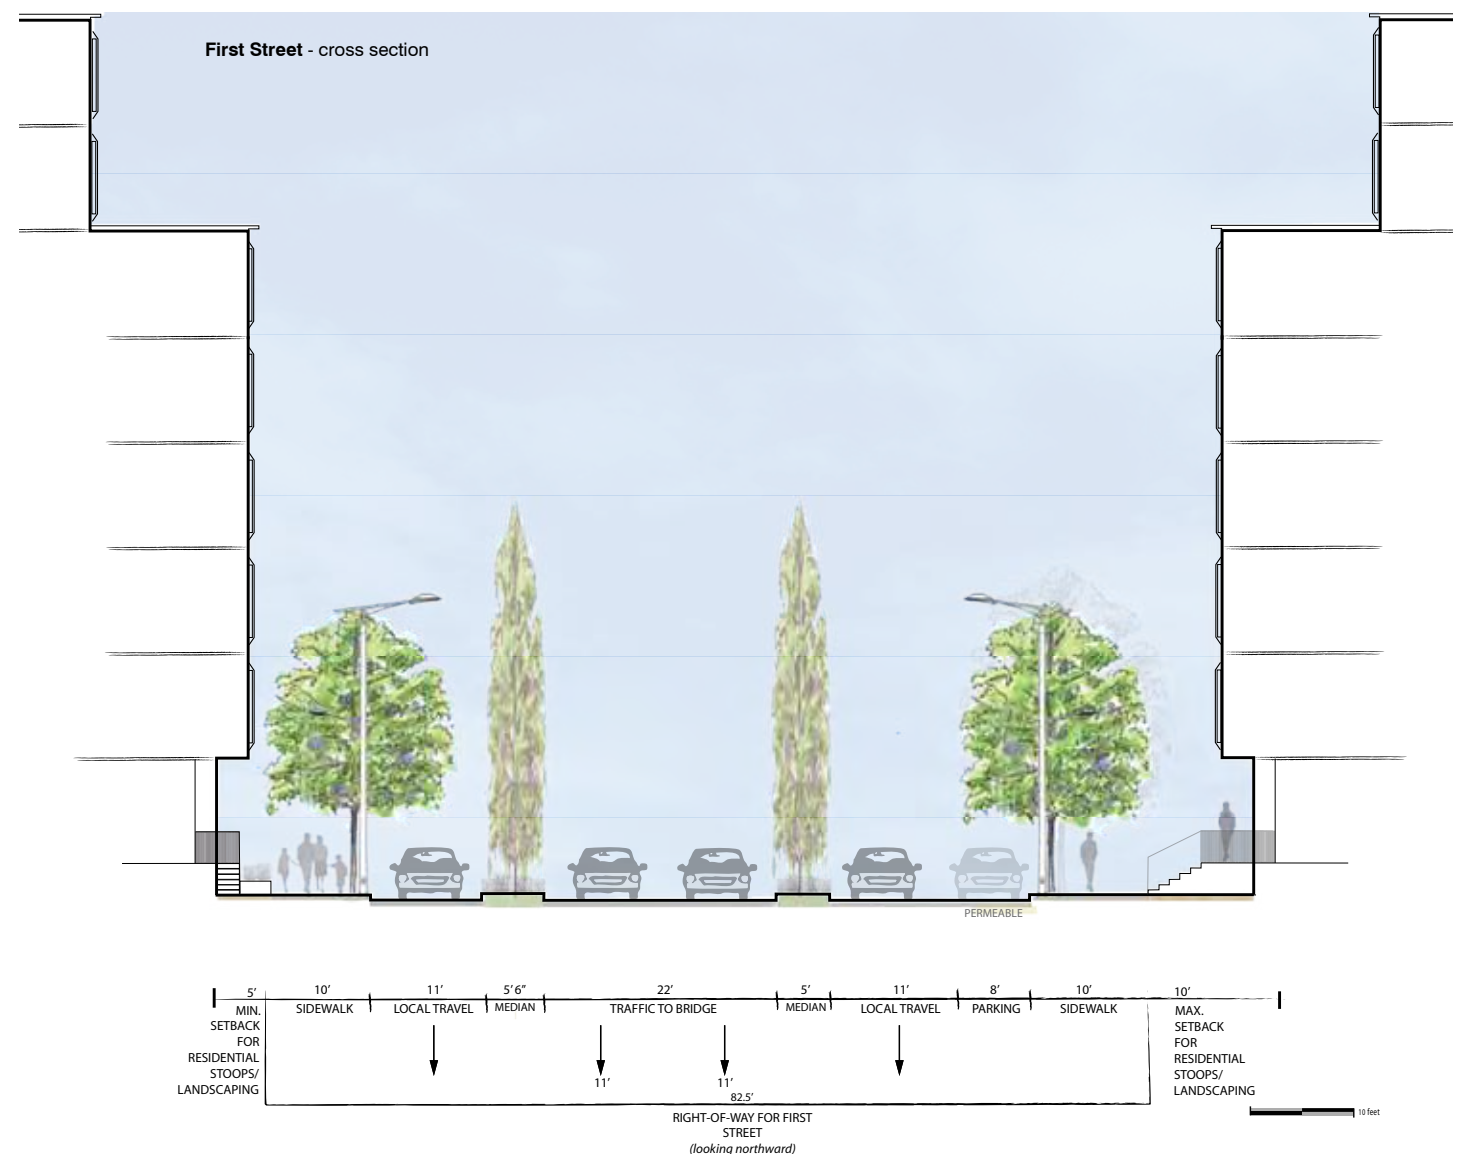 First Street - cross section
PERMEABLE
5’ 10’ 11’ 5’ 6” 22’ 5’ 11’ 8’ 10’ 10’
SIDEWALK LOCAL TRAVEL MEDIAN TRAFFIC TO BRIDGE MEDIAN LOCAL TRAVEL PARKING SIDEWALK
MIN.
SETBACK
FOR
RESIDENTIAL
STOOPS/
LANDSCAPING
MAX.
SETBACK
FOR
RESIDENTIAL
STOOPS/
LANDSCAPING
11’ 11’
82.5’
RIGHT-OF-WAY FOR FIRST
STREET
(looking northward)
10 feet